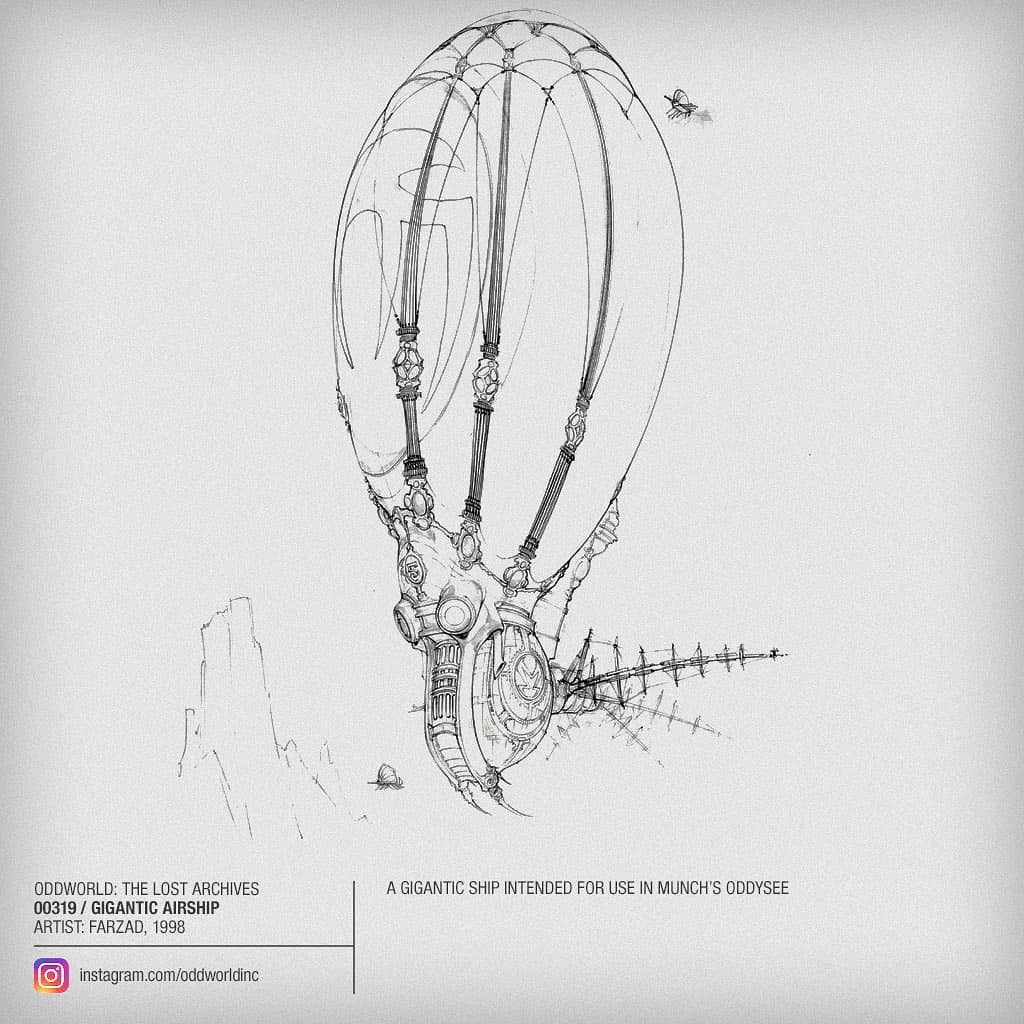 5
ODDWORLD: THE LOST ARCHIVES
00319 / GIGANTIC AIRSHIP
ARTIST: FARZAD, 1998
instagram.com/oddworldinc
A GIGANTIC SHIP INTENDED FOR USE IN MUNCH'S ODDYSEE